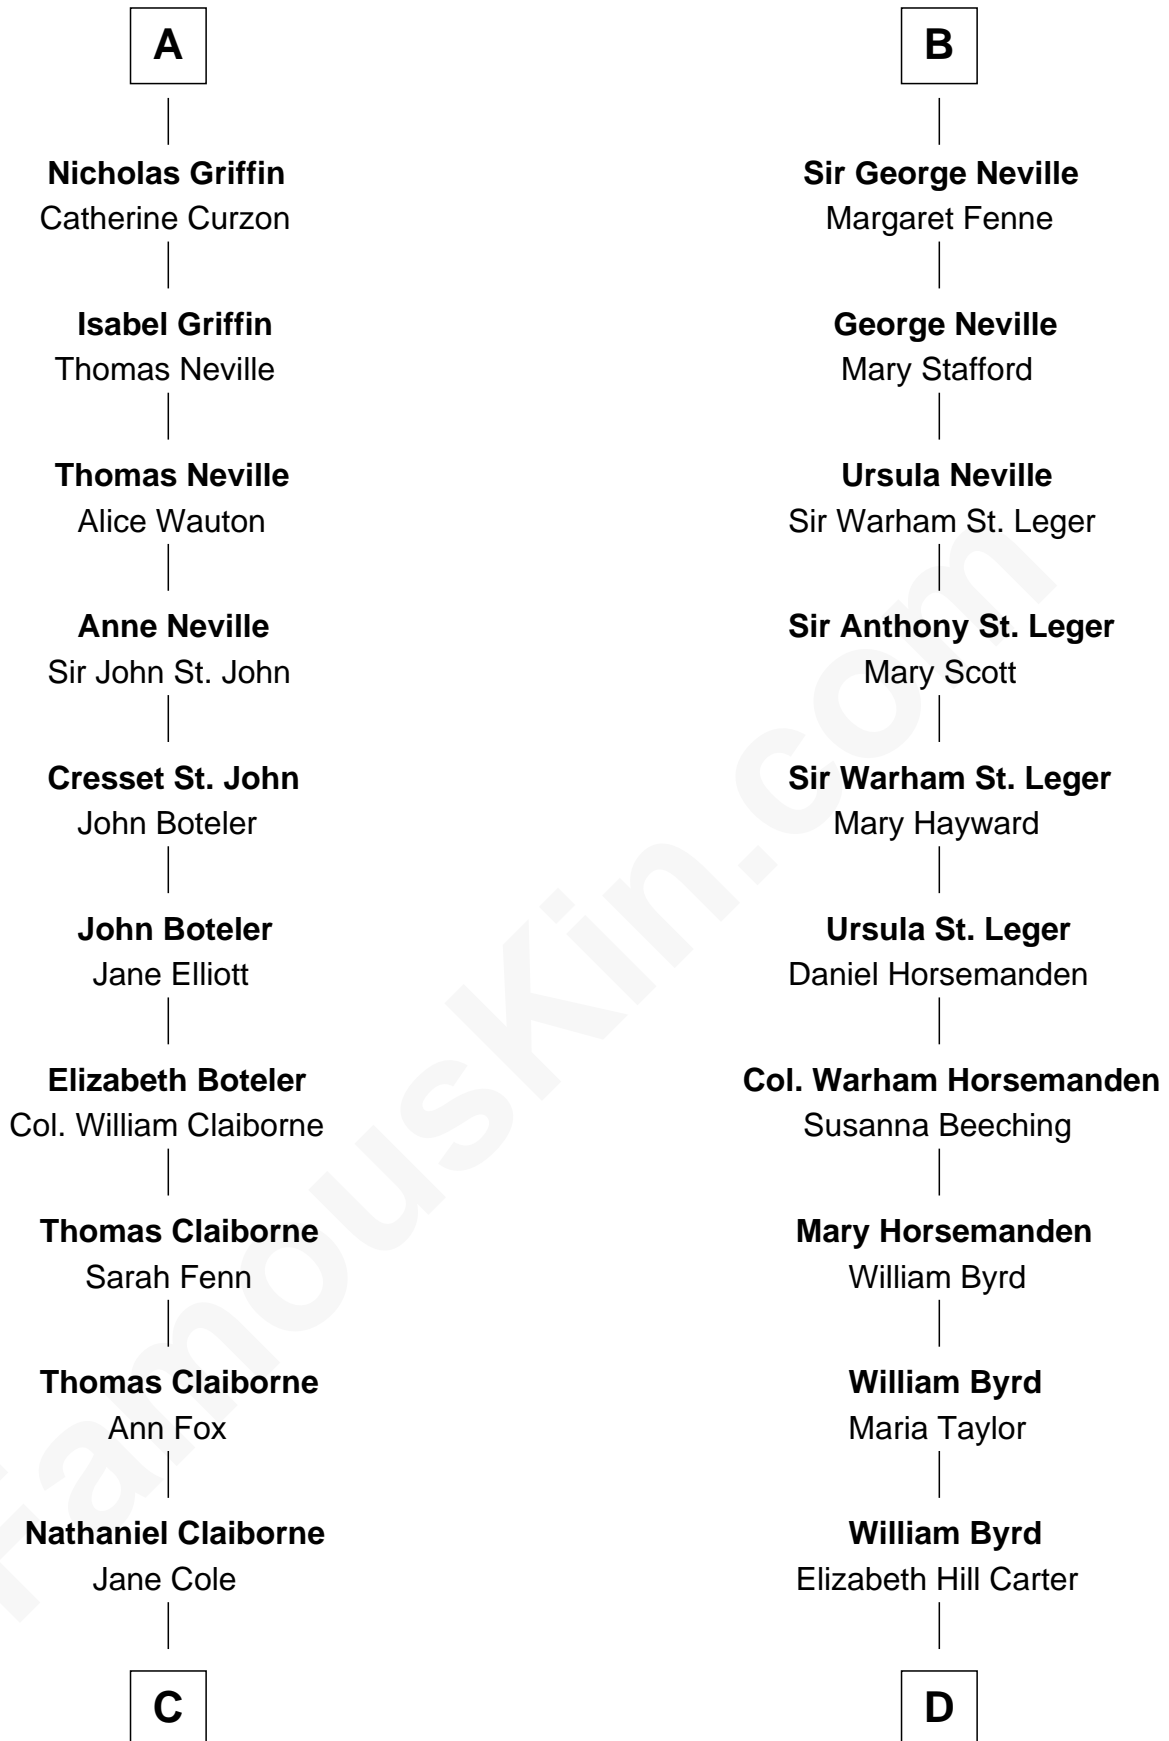 A
Nicholas Griffin
Catherine Curzon
Isabel Griffin
Thomas Neville
Thomas Neville
Alice Wauton
Anne Neville
Sir John St. John
Cresset St. John
John Boteler
John Boteler
Jane Elliott
Elizabeth Boteler
Col. William Claiborne
Thomas Claiborne
Sarah Fenn
Thomas Claiborne
Ann Fox
Nathaniel Claiborne
Jane Cole
C
B
Sir George Neville
Margaret Fenne
George Neville
Mary Stafford
Ursula Neville
Sir Warham St. Leger
Sir Anthony St. Leger
Mary Scott
Sir Warham St. Leger
Mary Hayward
Ursula St. Leger
Daniel Horsemanden
Col. Warham Horsemanden
Susanna Beeching
Mary Horsemanden
William Byrd
William Byrd
Maria Taylor
William Byrd
Elizabeth Hill Carter
D
FamousKin.com